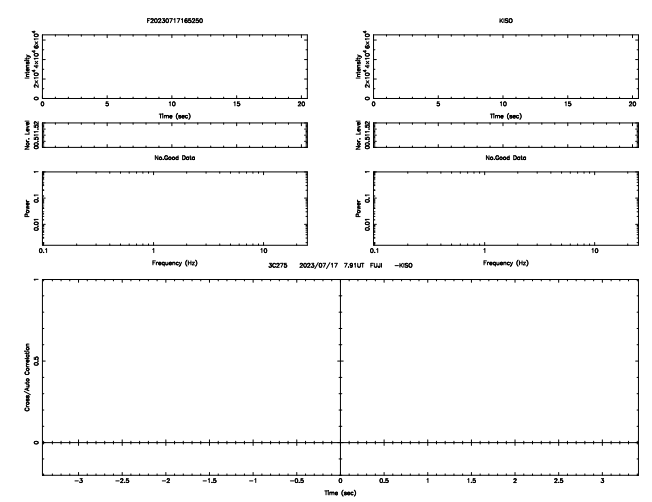 F20230717165250 KISO
Intensity 0 2×10⁴ 4×10⁴ 6×10⁴ Intensity 0 2×10⁴ 4×10⁴ 6×10⁴
0 5 10 15 20 0 5 10 15 20
Time (sec) Time (sec)
Nor. Level 00.511.52 Nor. Level 00.511.52
No.Good Data No.Good Data
Power 0.01 0.1 1 Power 0.01 0.1 1
0.1 1 10 0.1 1 10
Frequency (Hz) Frequency (Hz)
3C275 2023/07/17 7.91UT FUJI -KISO
Cross/Auto Correlation 0 0.5 1
-3 -2.5 -2 -1.5 -1 -0.5 0 0.5 1 1.5 2 2.5 3
Time (sec)